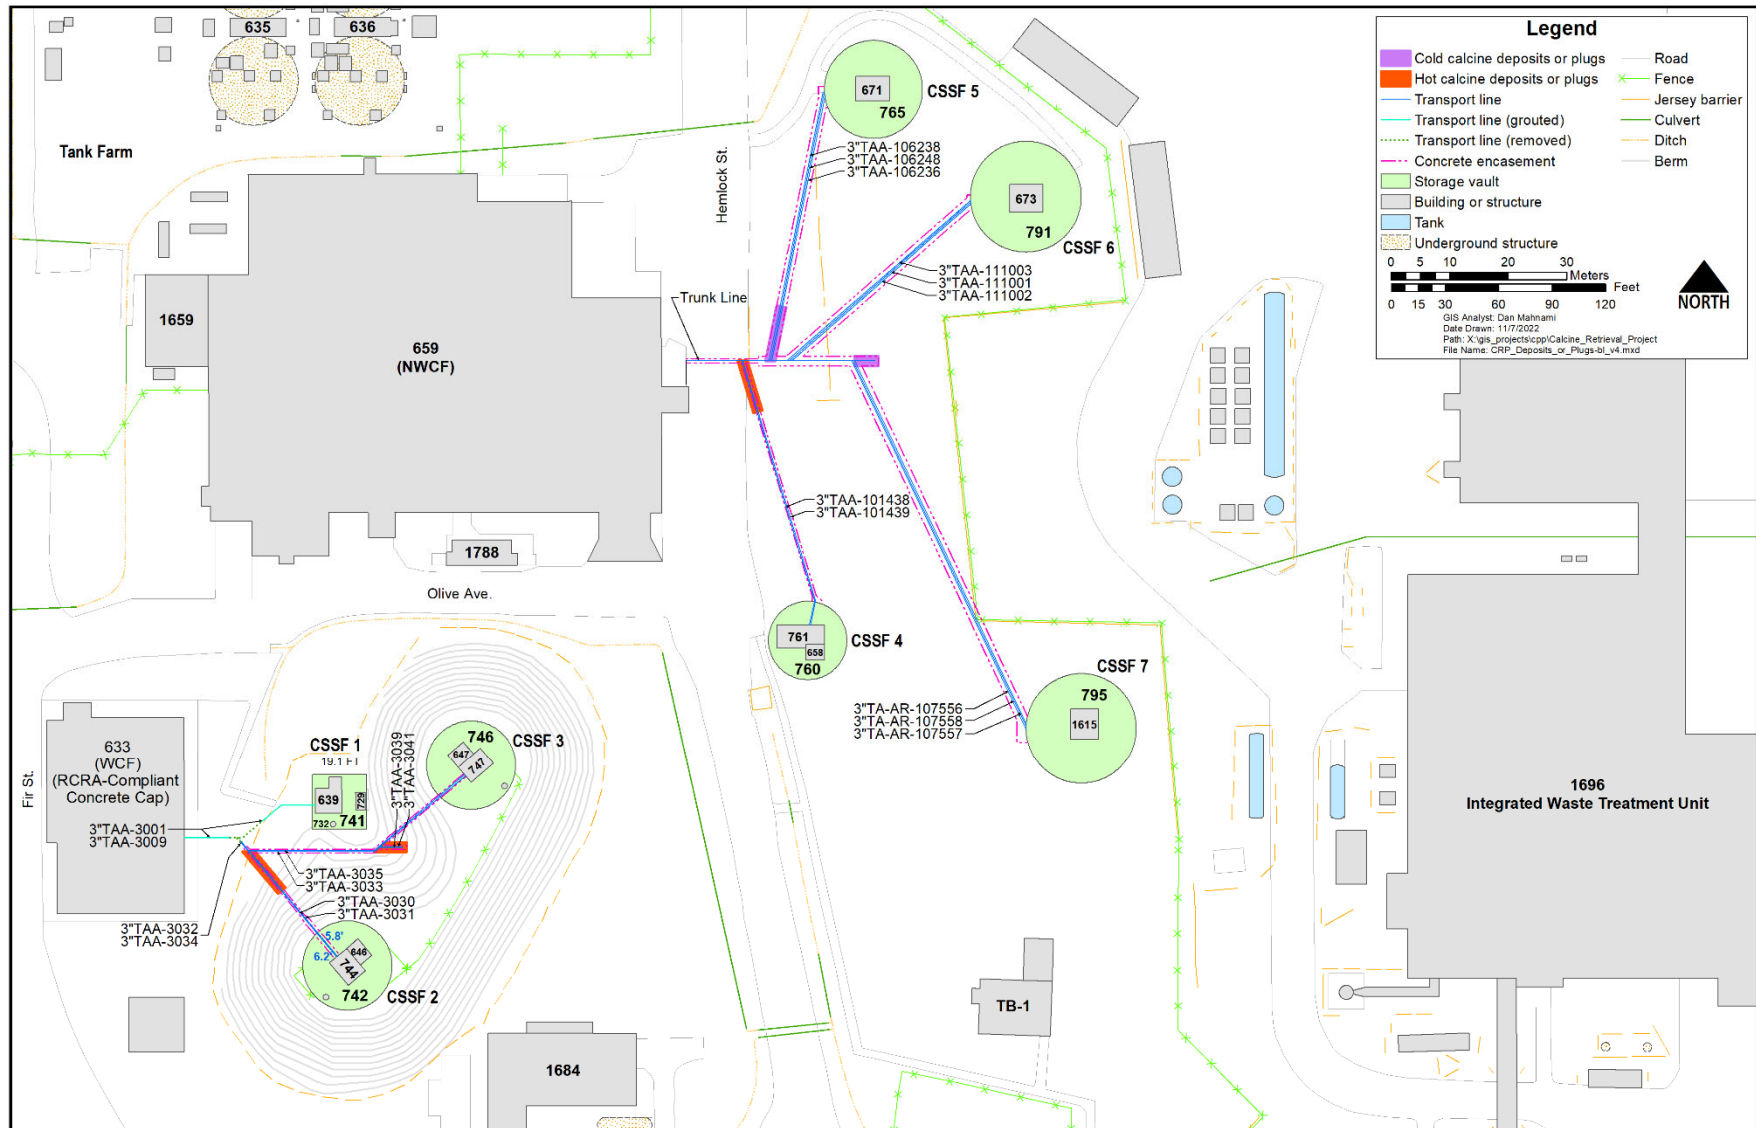 635
636
Tank Farm
671
765
CSSF 5
3"TAA-106238
3"TAA-106248
3"TAA-106236
Hemlock St.
673
791
CSSF 6
3"TAA-111003
3"TAA-111001
3"TAA-111002
Trunk Line
1659
659
(NWCF)
3"TAA-101438
3"TAA-101439
1788
Olive Ave.
761
658
760
CSSF 4
CSSF 7
795
1615
3"TA-AR-107556
3"TA-AR-107558
3"TA-AR-107557
Fir St.
633
(WCF)
(RCRA-Compliant
Concrete Cap)
CSSF 1
19.1 FT
639
729
732
741
746
647
747
CSSF 3
3"TAA-3039
3"TAA-3041
3"TAA-3001
3"TAA-3009
3"TAA-3035
3"TAA-3033
3"TAA-3030
3"TAA-3031
3"TAA-3032
3"TAA-3034
5.8'
6.2'
646
744
742
CSSF 2
1684
TB-1
1696
Integrated Waste Treatment Unit
Legend
Cold calcine deposits or plugs
Hot calcine deposits or plugs
Transport line
Transport line (grouted)
Transport line (removed)
Concrete encasement
Storage vault
Building or structure
Tank
Underground structure
Road
Fence
Jersey barrier
Culvert
Ditch
Berm
0 5 10 20 30
Meters
Feet
0 15 30 60 90 120
NORTH
GIS Analyst: Dan Mahnami
Date Drawn: 11/7/2022
Path: X:\gis_projects\cpp\Calcine_Retrieval_Project
File Name: CRP_Deposits_or_Plugs-bl_v4.mxd